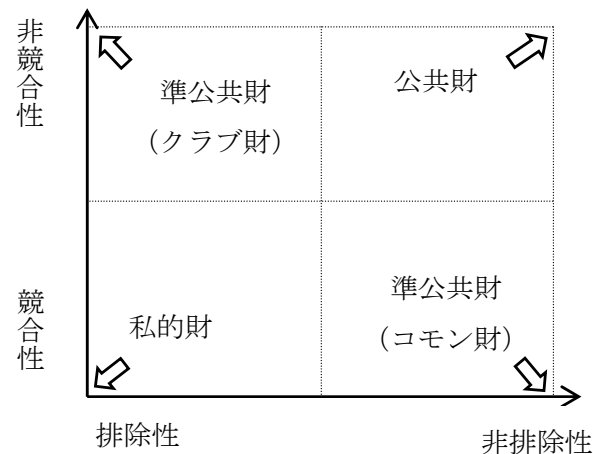 非競合性
準公共財
(クラブ財)
公共財
競合性
私的財
準公共財
(コモン財)
排除性
非排除性